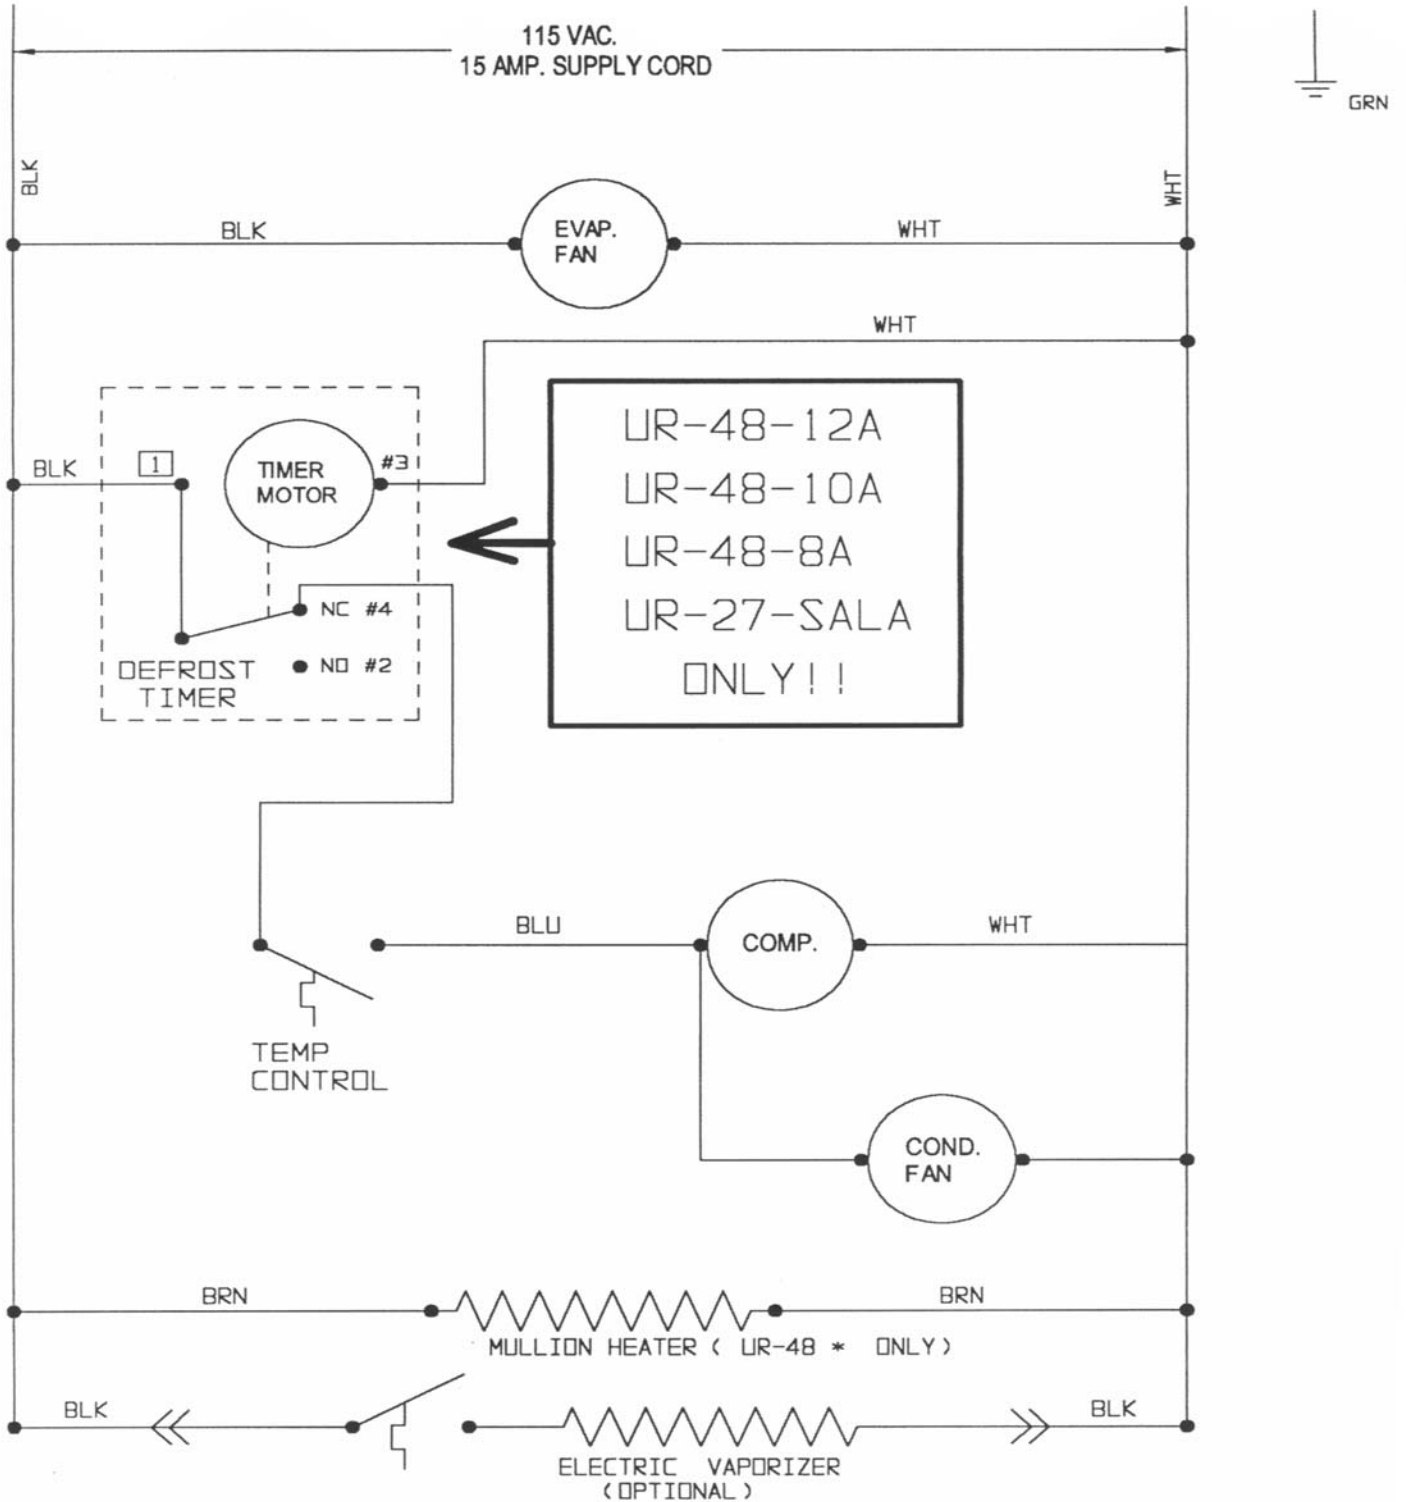 115 VAC.
15 AMP. SUPPLY CORD
GRN
BLK
WHT
BLK
EVAP.
FAN
WHT
WHT
BLK
1
TIMER
MOTOR
#3
NC #4
NO #2
DEFROST
TIMER
UR-48-12A
UR-48-10A
UR-48-8A
UR-27-SALA
ONLY!!
BLU
COMP.
WHT
TEMP
CONTROL
COND.
FAN
BRN
BRN
MULLION HEATER ( UR-48 * ONLY )
BLK
BLK
ELECTRIC VAPORIZER
( OPTIONAL )